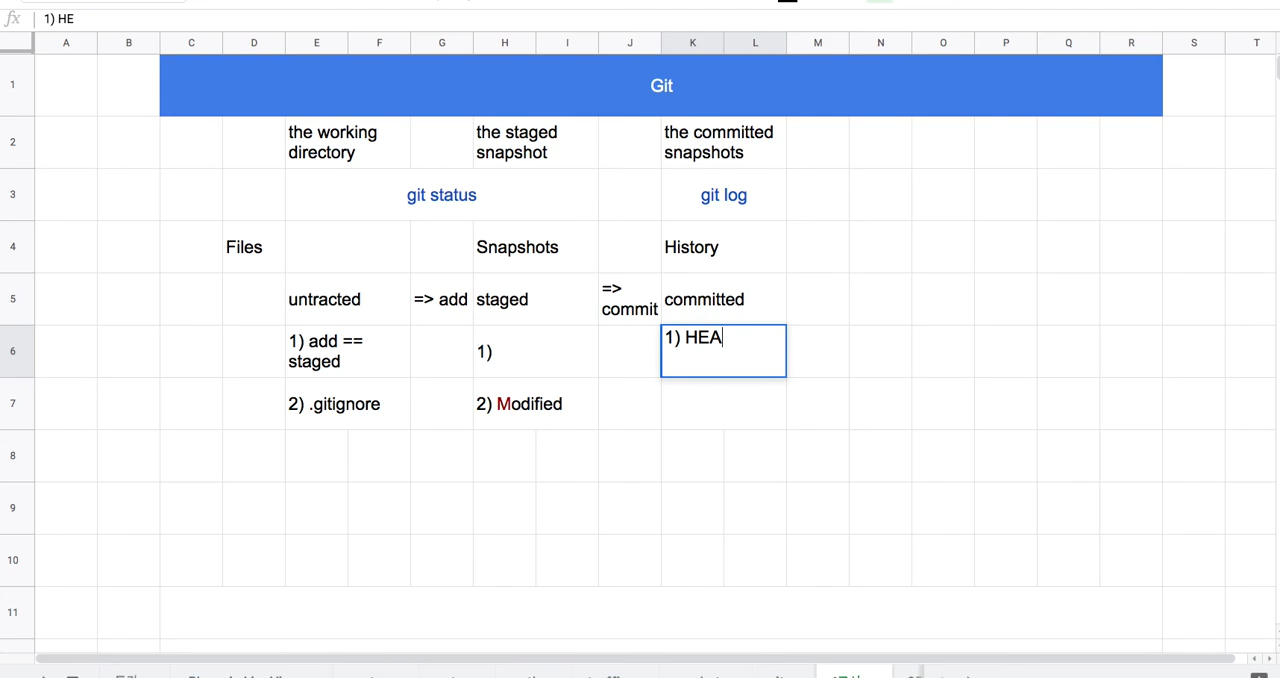 1) HE
A B C D E F G H I J K L M N O P Q R S T
1 Git
2 the working directory the staged snapshot the committed snapshots
3 git status git log
4 Files Snapshots History
5 untracted => add staged => commit committed
6 1) add == staged 1) 1) HEA
7 2) .gitignore 2) Modified
8
9
10
11